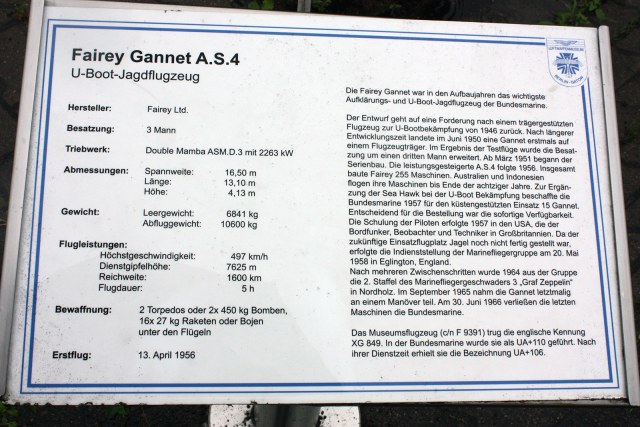 Fairey Gannet A.S.4
U-Boot-Jagdflugzeug
Hersteller: Fairey Ltd.
Besatzung: 3 Mann
Triebwerk: Double Mamba ASM.D.3 mit 2263 kW
Abmessungen: Spannweite: 16,50 m
Länge: 13,10 m
Höhe: 4,13 m
Gewicht: Leergewicht: 6841 kg
Abfluggewicht: 10600 kg
Flugleistungen:
Höchstgeschwindigkeit: 497 km/h
Dienstgipfelhöhe: 7625 m
Reichweite: 1600 km
Flugdauer: 5 h
Bewaffnung: 2 Torpedos oder 2x 450 kg Bomben,
16x 27 kg Raketen oder Bojen
unter den Flügeln
Erstflug: 13. April 1956
Die Fairey Gannet war in den Aufbaujahren das wichtigste
Aufklärungs- und U-Boot-Jagdflugzeug der Bundesmarine.
Der Entwurf geht auf eine Forderung nach einem trägergestützten
Flugzeug zur U-Bootbekämpfung von 1946 zurück. Nach längerer
Entwicklungszeit landete im Juni 1950 eine Gannet erstmals auf
einem Flugzeugträger. Im Ergebnis der Testflüge wurde die Besat-
zung um einen dritten Mann erweitert. Ab März 1951 begann der
Serienbau. Die leistungsgesteigerte A.S.4 folgte 1956. Insgesamt
baute Fairey 255 Maschinen. Australien und Indonesien
flogen ihre Maschinen bis Ende der achtziger Jahre. Zur Ergän-
zung der Sea Hawk bei der U-Boot Bekämpfung beschaffte die
Bundesmarine 1957 für den küstengestützten Einsatz 15 Gannet.
Entscheidend für die Bestellung war die sofortige Verfügbarkeit.
Die Schulung der Piloten erfolgte 1957 in den USA, die der
Bordfunker, Beobachter und Techniker in Großbritannien. Da der
zukünftige Einsatzflugplatz Jagel noch nicht fertig gestellt war,
erfolgte die Indienststellung der Marinefliegergruppe am 20. Mai
1958 in Eglington, England.
Nach mehreren Zwischenschritten wurde 1964 aus der Gruppe
die 2. Staffel des Marinefliegergeschwaders 3 „Graf Zeppelin"
in Nordholz. Im September 1965 nahm die Gannet letztmalig
an einem Manöver teil. Am 30. Juni 1966 verließen die letzten
Maschinen die Bundesmarine.
Das Museumsflugzeug (c/n F 9391) trug die englische Kennung
XG 849. In der Bundesmarine wurde sie als UA+110 geführt. Nach
ihrer Dienstzeit erhielt sie die Bezeichnung UA+106.
LUFTWAFFENMUSEUM
BERLIN - GATOW